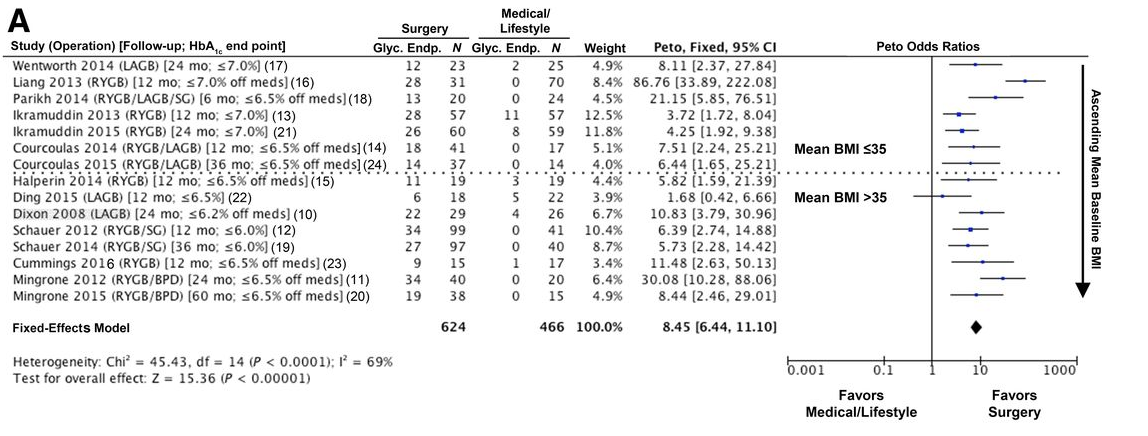 A
Surgery Medical/
Lifestyle
Study (Operation) [Follow-up; HbA1c end point] Glyc. Endp. N Glyc. Endp. N Weight Peto, Fixed, 95% CI Peto Odds Ratios
Wentworth 2014 (LAGB) [24 mo; ≤7.0%] (17) 12 23 2 25 4.9% 8.11 [2.37, 27.84]
Liang 2013 (RYGB) [12 mo; ≤7.0% off meds] (16) 28 31 0 70 8.4% 86.76 [33.89, 222.08]
Parikh 2014 (RYGB/LAGB/SG) [6 mo; ≤6.5% off meds] (18) 13 20 0 24 4.5% 21.15 [5.85, 76.51]
Ikramuddin 2013 (RYGB) [12 mo; ≤7.0%] (13) 28 57 11 57 12.5% 3.72 [1.72, 8.04]
Ikramuddin 2015 (RYGB) [24 mo; ≤7.0%] (21) 26 60 8 59 11.8% 4.25 [1.92, 9.38]
Courcoulas 2014 (RYGB/LAGB) [12 mo; ≤6.5% off meds] (14) 18 41 0 17 5.1% 7.51 [2.24, 25.21] Mean BMI ≤35
Courcoulas 2015 (RYGB/LAGB) [36 mo; ≤6.5% off meds] (24) 14 37 0 14 4.0% 6.44 [1.65, 25.21]
Halperin 2014 (RYGB) [12 mo; ≤6.5% off meds] (15) 11 19 3 19 4.4% 5.82 [1.59, 21.39]
Ding 2015 (LAGB) [12 mo; ≤6.5%] (22) 6 18 5 22 3.9% 1.68 [0.42, 6.66] Mean BMI >35
Dixon 2008 (LAGB) [24 mo; ≤6.2% off meds] (10) 22 29 4 26 6.7% 10.83 [3.79, 30.96]
Schauer 2012 (RYGB/SG) [12 mo; ≤6.0%] (12) 34 99 0 41 10.4% 6.39 [2.74, 14.88]
Schauer 2014 (RYGB/SG) [36 mo; ≤6.0%] (19) 27 97 0 40 8.7% 5.73 [2.28, 14.42]
Cummings 2016 (RYGB) [12 mo; ≤6.5% off meds] (23) 9 15 1 17 3.4% 11.48 [2.63, 50.13]
Mingrone 2012 (RYGB/BPD) [24 mo; ≤6.5% off meds] (11) 34 40 0 20 6.4% 30.08 [10.28, 88.06]
Mingrone 2015 (RYGB/BPD) [60 mo; ≤6.5% off meds] (20) 19 38 0 15 4.9% 8.44 [2.46, 29.01]
Ascending Mean Baseline BMI
Fixed-Effects Model 624 466 100.0% 8.45 [6.44, 11.10]
Heterogeneity: Chi² = 45.43, df = 14 (P < 0.0001); I² = 69%
Test for overall effect: Z = 15.36 (P < 0.00001)
0.001 0.1 1 10 1000
Favors
Medical/Lifestyle
Favors
Surgery